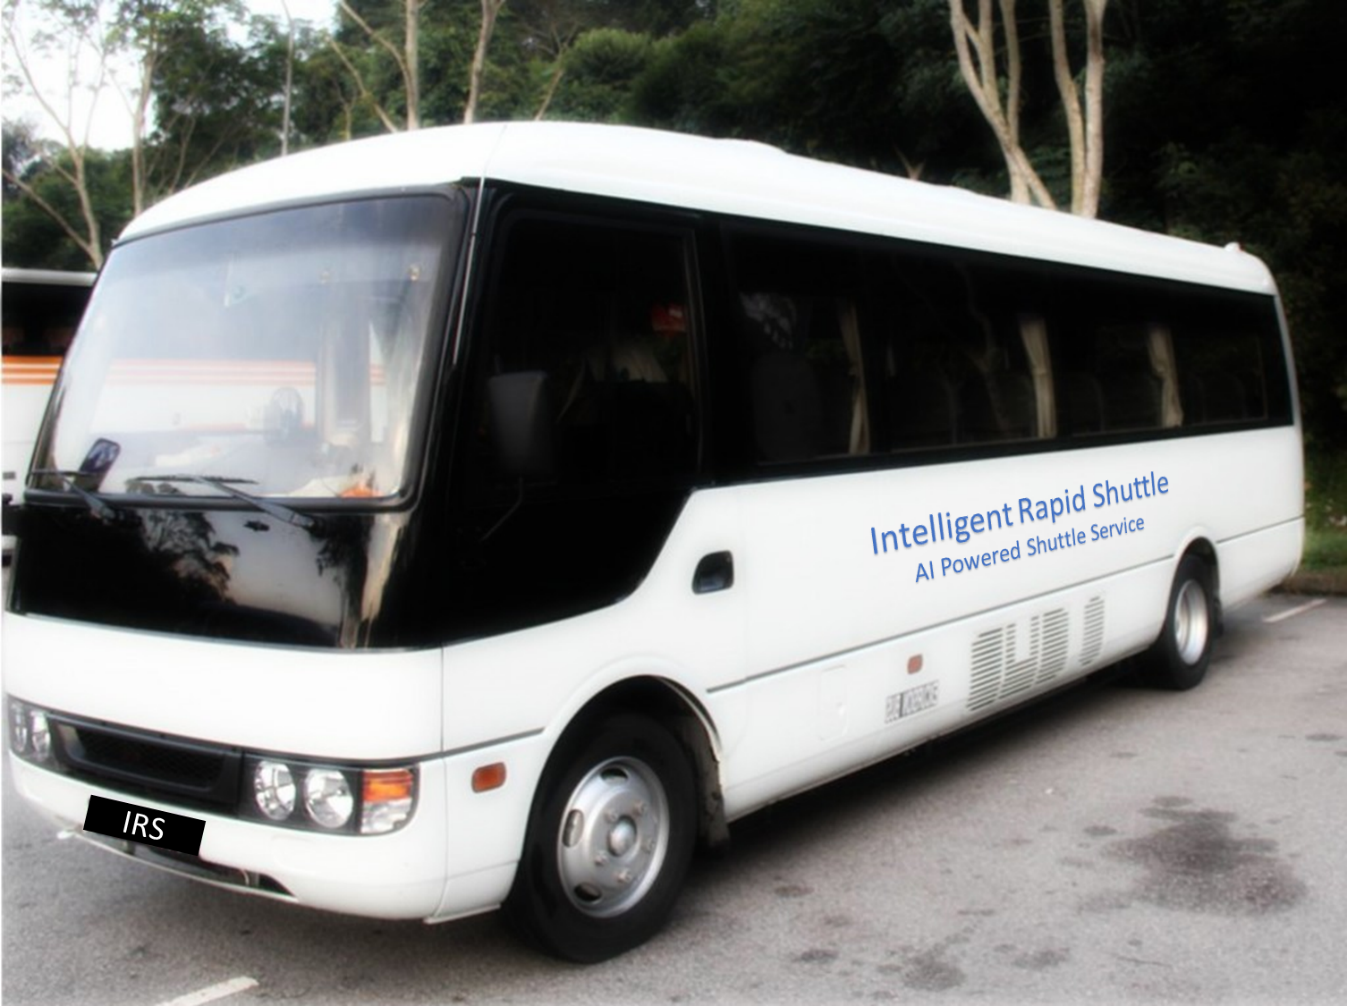 Intelligent Rapid Shuttle
AI Powered Shuttle Service
IRS